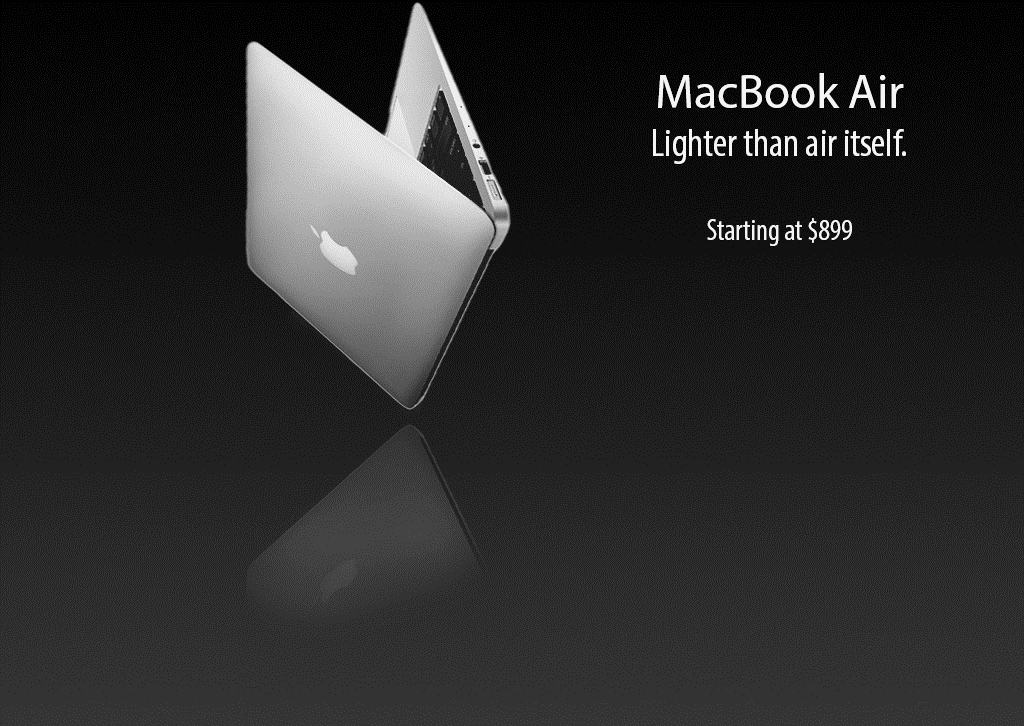 MacBook Air
Lighter than air itself.
Starting at $899